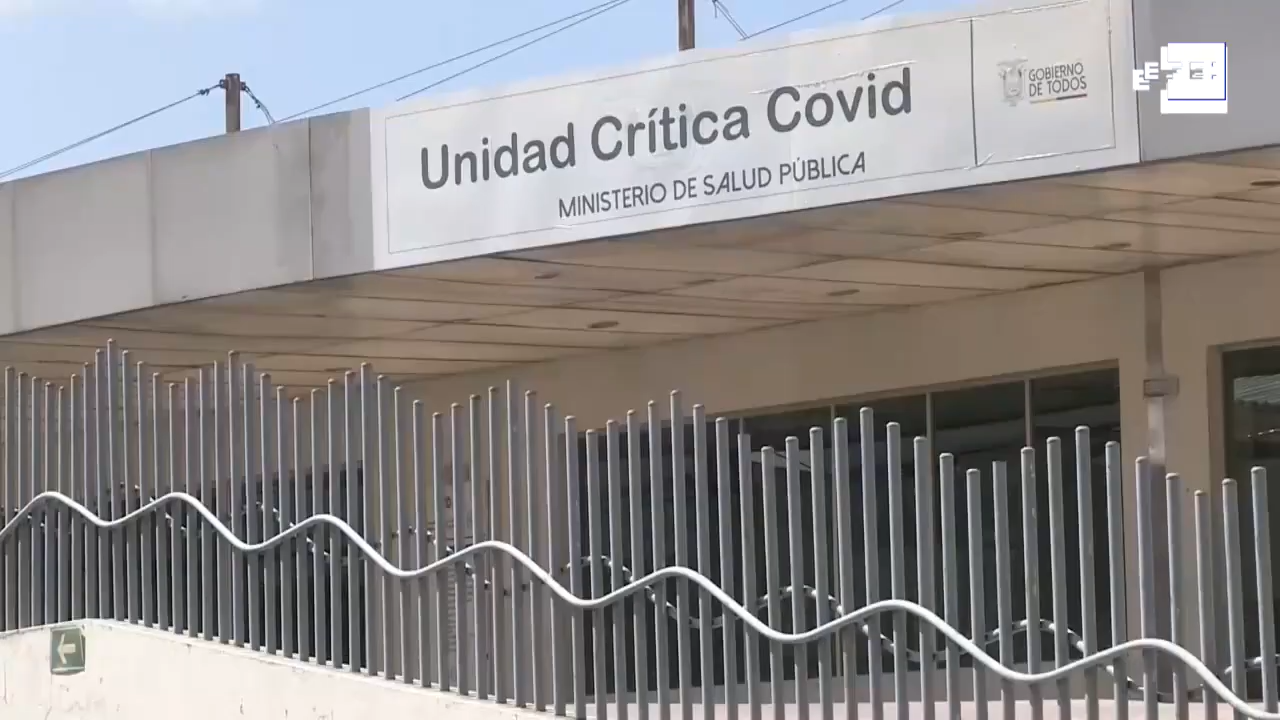 Unidad Crítica Covid
MINISTERIO DE SALUD PÚBLICA
GOBIERNO
DE TODOS
EFE